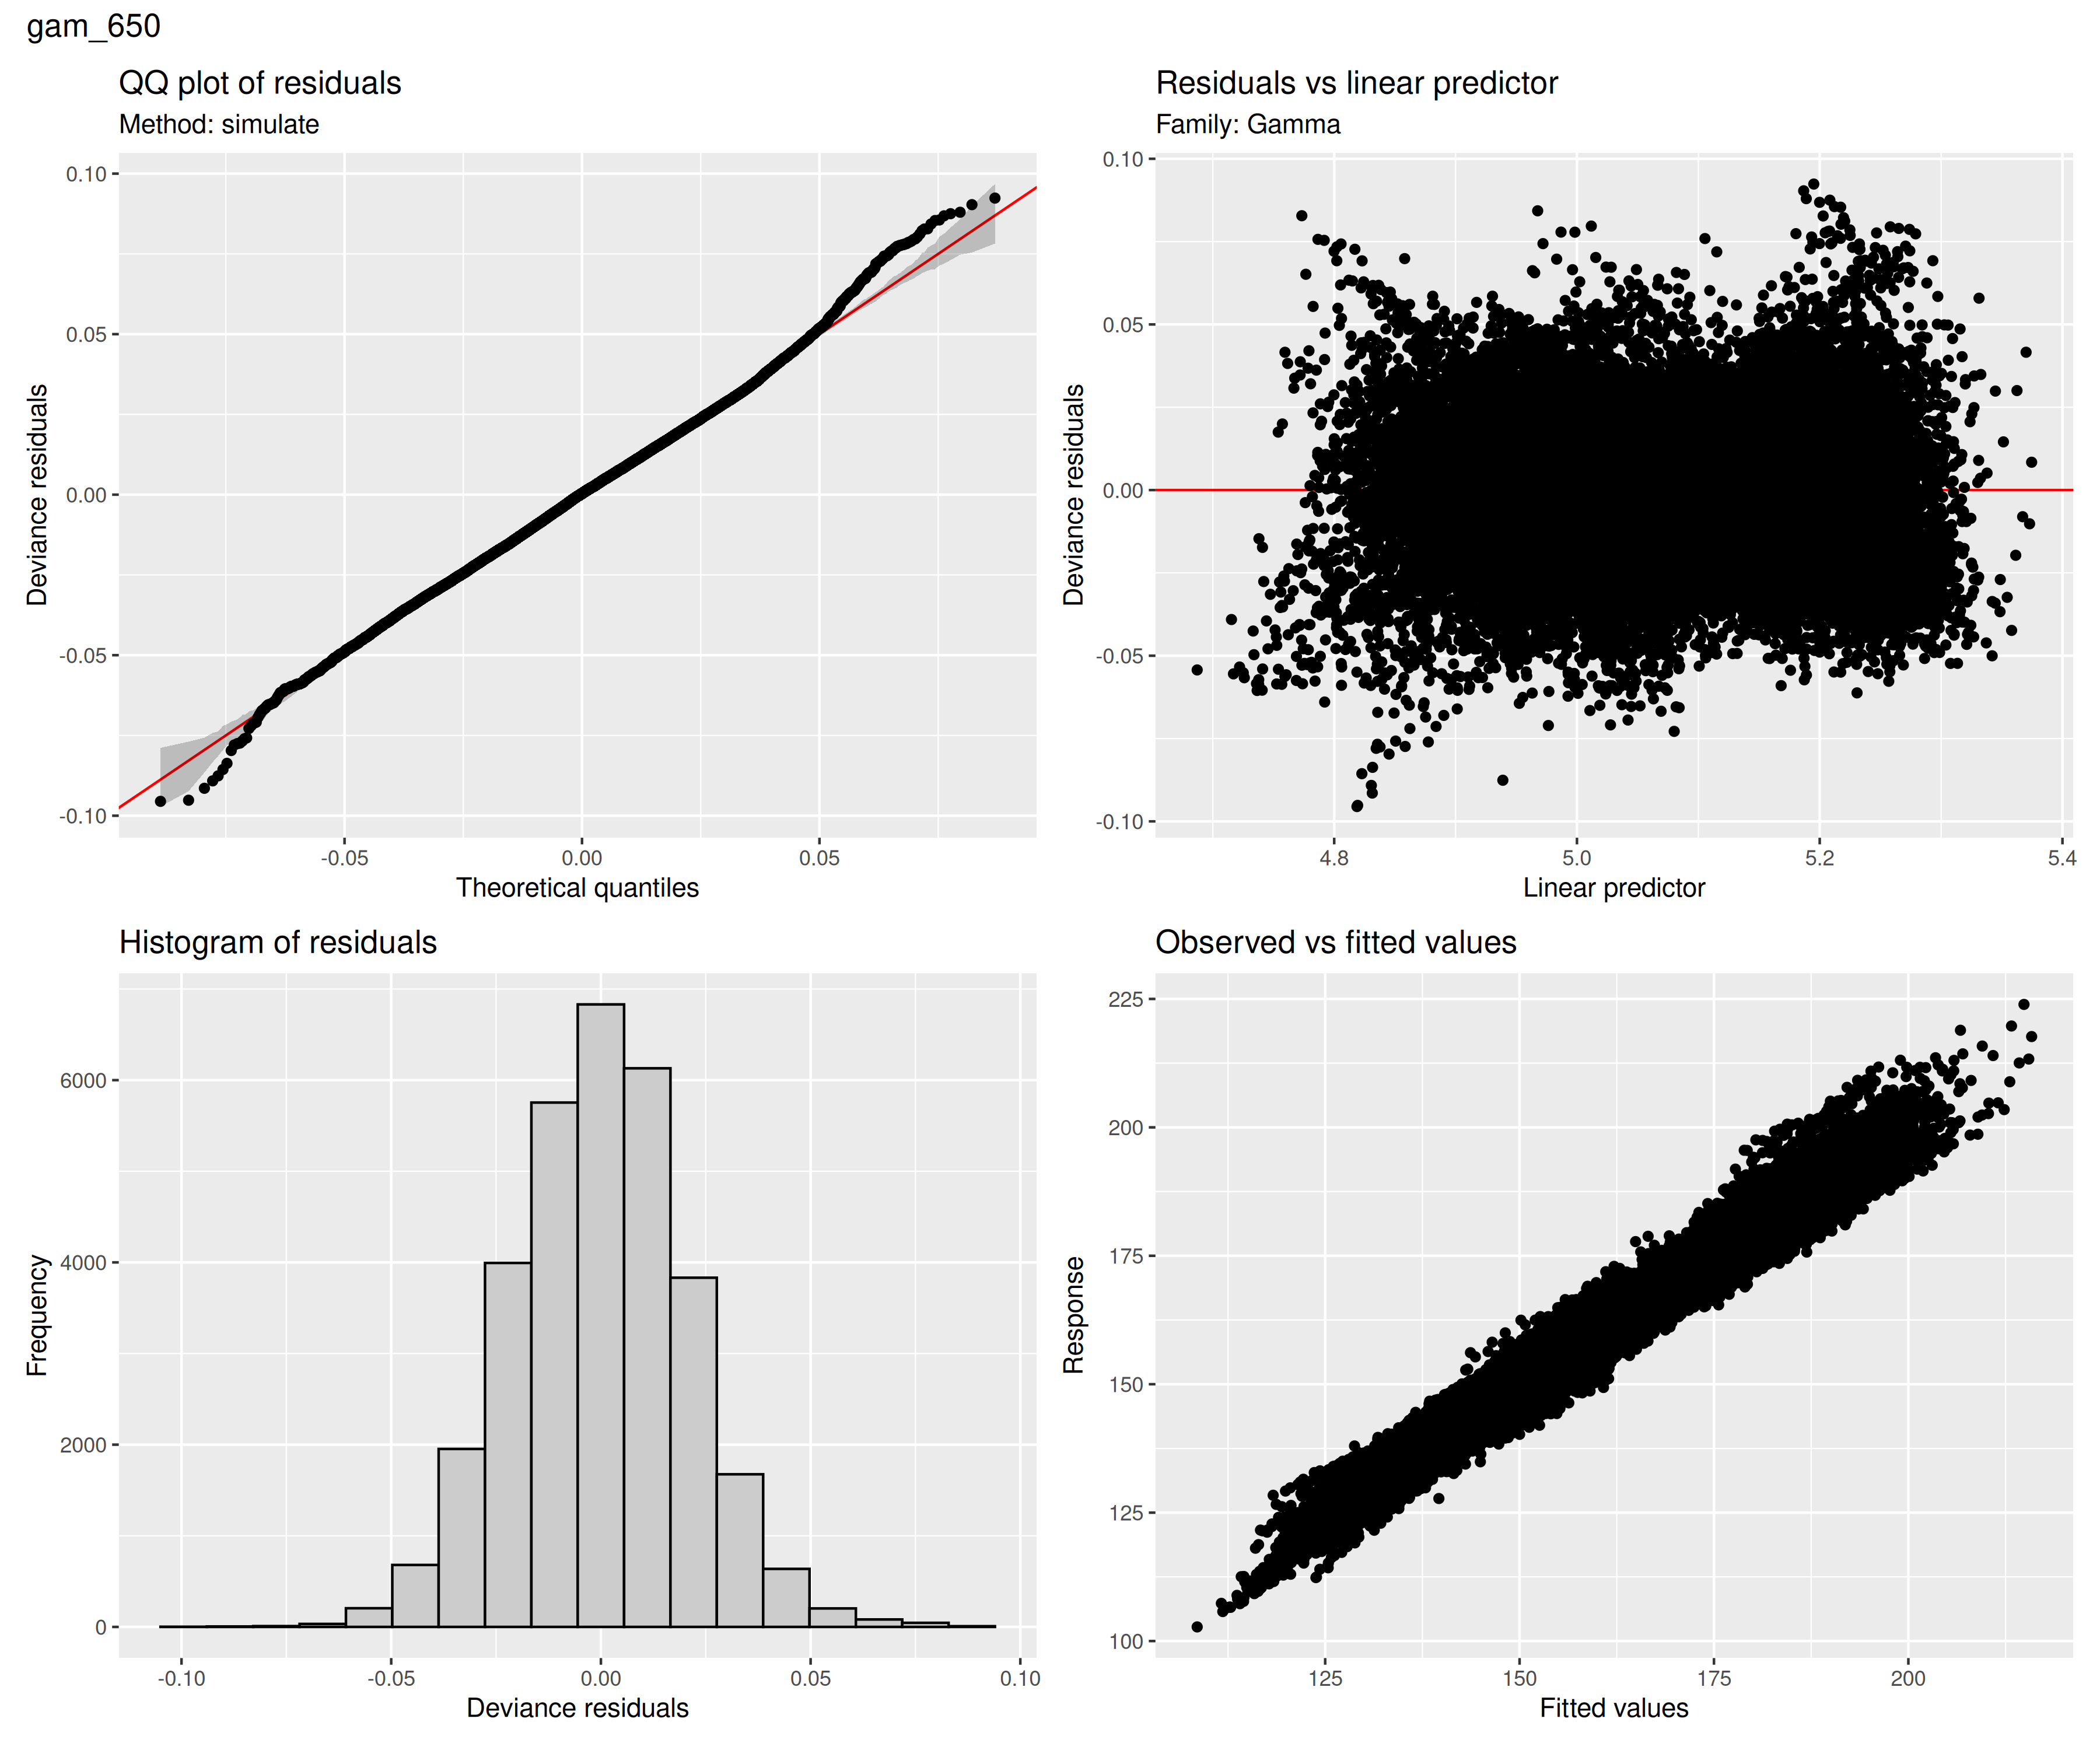 gam_650
QQ plot of residuals
Method: simulate
0.10
0.05
0.00
-0.05
-0.10
-0.05
0.00
0.05
Deviance residuals
Theoretical quantiles
Residuals vs linear predictor
Family: Gamma
0.10
0.05
0.00
-0.05
-0.10
4.8
5.0
5.2
5.4
Deviance residuals
Linear predictor
Histogram of residuals
6000
4000
2000
0
-0.10
-0.05
0.00
0.05
0.10
Frequency
Deviance residuals
Observed vs fitted values
225
200
175
150
125
100
125
150
175
200
Response
Fitted values